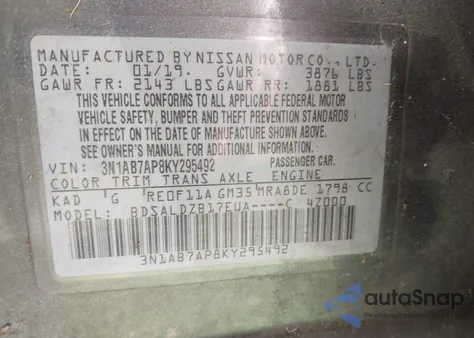 MANUFACTURED BY NISSAN MOTOR CO., LTD.
DATE: 01/19. GVWR: 3876 LBS
GAWR FR: 2143 LBS GAWR RR: 1881 LBS
THIS VEHICLE CONFORMS TO ALL APPLICABLE FEDERAL MOTOR
VEHICLE SAFETY, BUMPER AND THEFT PREVENTION STANDARDS
IN EFFECT ON THE DATE OF MANUFACTURE SHOWN ABOVE.
SEE OWNER'S MANUAL FOR ADDITIONAL INFORMATION.
VIN: 3N1AB7AP8KY295492 PASSENGER CAR.
COLOR TRIM TRANS AXLE ENGINE
KAD G RE0F11A GM35 MRA8DE 1798 CC
MODEL: BDSALDZB17EUA----C 4Z000
3N1AB7AP8KY295492
autoSnap
www.autosnap